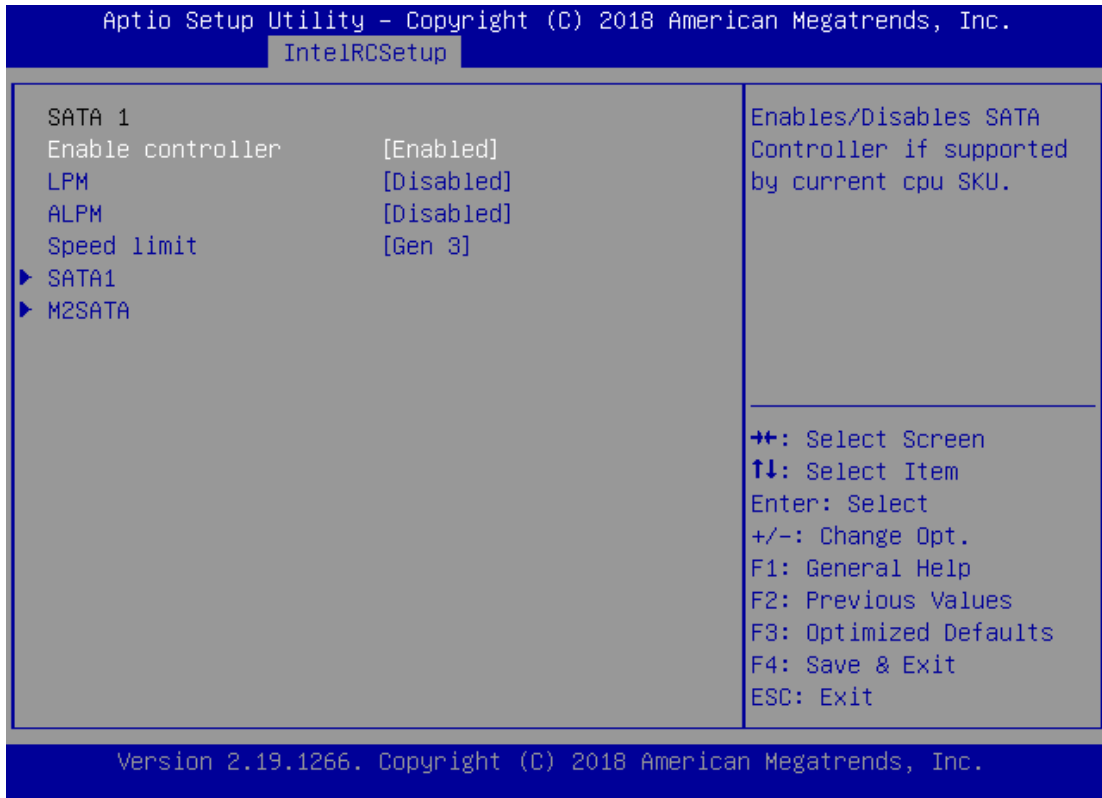 Aptio Setup Utility – Copyright (C) 2018 American Megatrends, Inc.
IntelRCSetup
SATA 1
Enable controller [Enabled]
LPM [Disabled]
ALPM [Disabled]
Speed limit [Gen 3]
▶ SATA1
▶ M2SATA
Enables/Disables SATA
Controller if supported
by current cpu SKU.
→←: Select Screen
↑↓: Select Item
Enter: Select
+/-: Change Opt.
F1: General Help
F2: Previous Values
F3: Optimized Defaults
F4: Save & Exit
ESC: Exit
Version 2.19.1266. Copyright (C) 2018 American Megatrends, Inc.